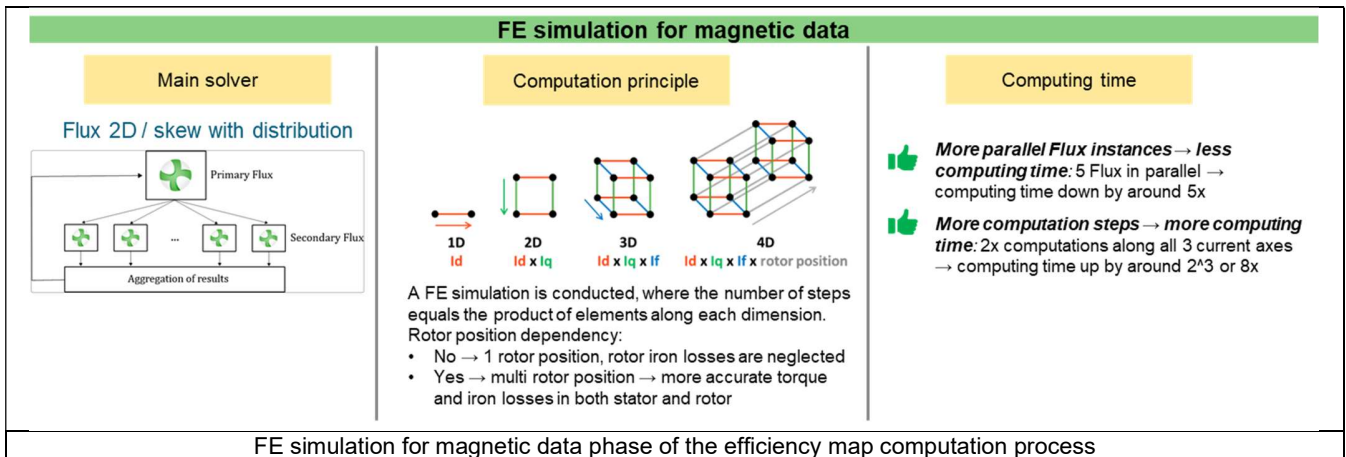 FE simulation for magnetic data
Main solver
Flux 2D / skew with distribution
Primary Flux
...
Secondary Flux
Aggregation of results
Computation principle
1D
Id
2D
Id x Iq
3D
Id x Iq x If
4D
Id x Iq x If x rotor position
A FE simulation is conducted, where the number of steps
equals the product of elements along each dimension.
Rotor position dependency:
• No → 1 rotor position, rotor iron losses are neglected
• Yes → multi rotor position → more accurate torque
and iron losses in both stator and rotor
Computing time
More parallel Flux instances → less
computing time: 5 Flux in parallel →
computing time down by around 5x
More computation steps → more computing
time: 2x computations along all 3 current axes
→ computing time up by around 2^3 or 8x
FE simulation for magnetic data phase of the efficiency map computation process